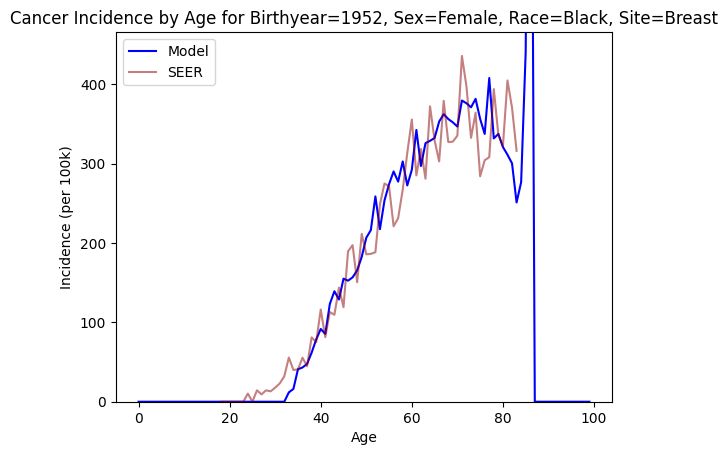 Cancer Incidence by Age for Birthyear=1952, Sex=Female, Race=Black, Site=Breast
Model
SEER
400
300
200
100
0
Incidence (per 100k)
0 20 40 60 80 100
Age